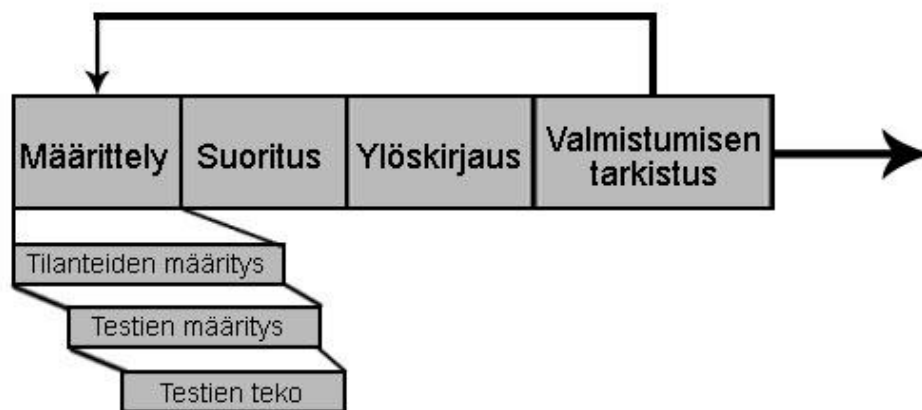 Määrittely
Suoritus
Ylöskirjaus
Valmistumisen
tarkistus
Tilanteiden määritys
Testien määritys
Testien teko